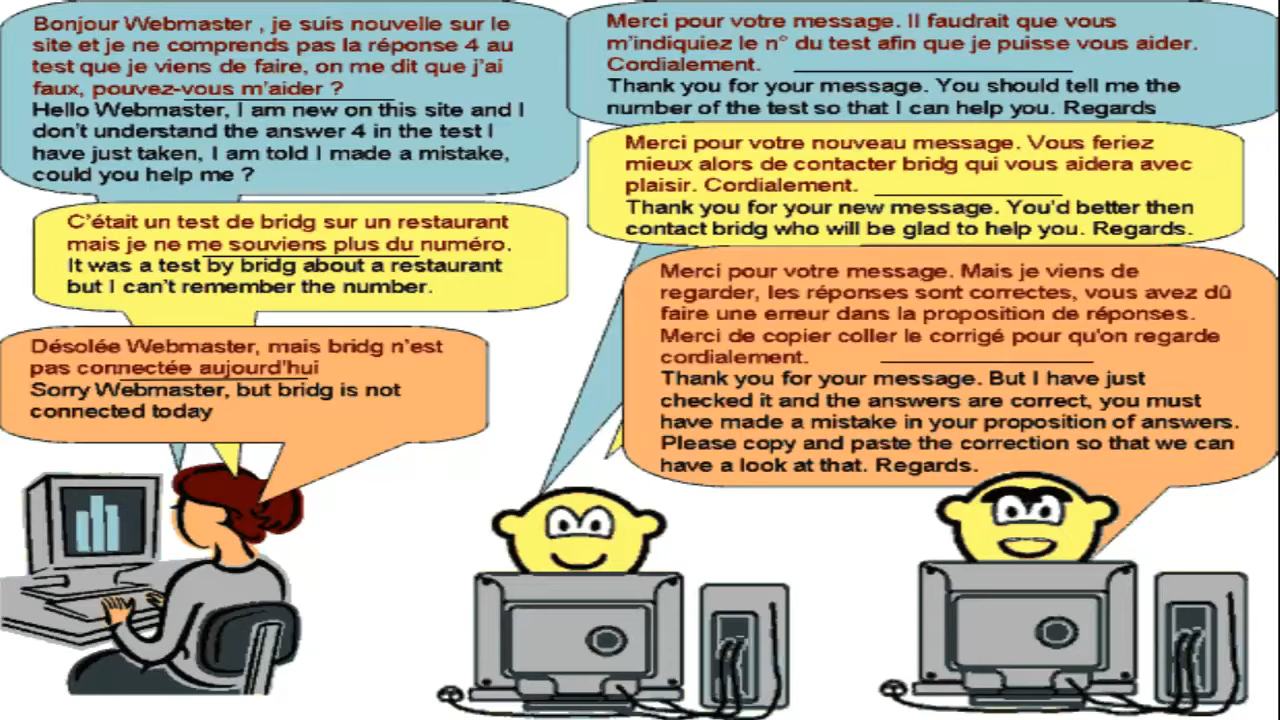 Bonjour Webmaster , je suis nouvelle sur le
site et je ne comprends pas la réponse 4 au
test que je viens de faire, on me dit que j'ai
faux, pouvez-vous m'aider ?
Hello Webmaster, I am new on this site and I
don't understand the answer 4 in the test I
have just taken, I am told I made a mistake,
could you help me ?
Merci pour votre message. Il faudrait que vous
m'indiquiez le n° du test afin que je puisse vous aider.
Cordialement.
Thank you for your message. You should tell me the
number of the test so that I can help you. Regards
C'était un test de bridg sur un restaurant
mais je ne me souviens plus du numéro.
It was a test by bridg about a restaurant
but I can't remember the number.
Merci pour votre nouveau message. Vous feriez
mieux alors de contacter bridg qui vous aidera avec
plaisir. Cordialement.
Thank you for your new message. You'd better then
contact bridg who will be glad to help you. Regards.
Désolée Webmaster, mais bridg n'est
pas connectée aujourd'hui
Sorry Webmaster, but bridg is not
connected today
Merci pour votre message. Mais je viens de
regarder, les réponses sont correctes, vous avez dû
faire une erreur dans la proposition de réponses.
Merci de copier coller le corrigé pour qu'on regarde
cordialement.
Thank you for your message. But I have just
checked it and the answers are correct, you must
have made a mistake in your proposition of answers.
Please copy and paste the correction so that we can
have a look at that. Regards.